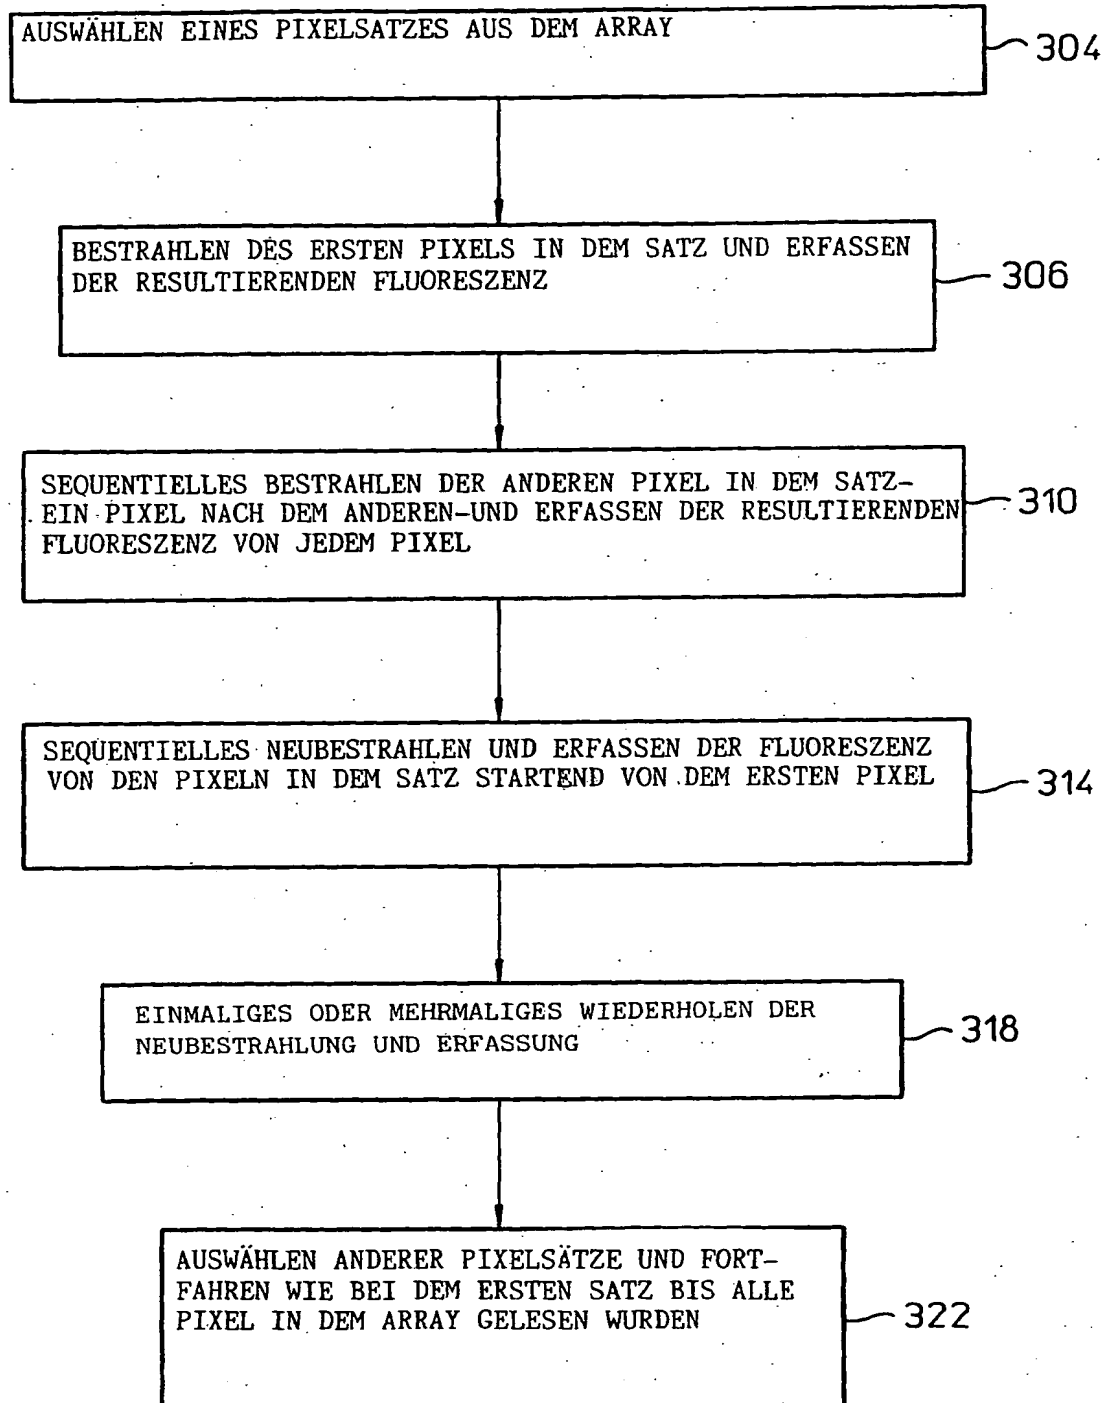 AUSWÄHLEN EINES PIXELSATZES AUS DEM ARRAY
304
BESTRAHLEN DES ERSTEN PIXELS IN DEM SATZ UND ERFASSEN
DER RESULTIERENDEN FLUORESZENZ
306
SEQUENTIELLES BESTRAHLEN DER ANDEREN PIXEL IN DEM SATZ-
EIN PIXEL NACH DEM ANDEREN-UND ERFASSEN DER RESULTIERENDEN
FLUORESZENZ VON JEDEM PIXEL
310
SEQUENTIELLES NEUBESTRAHLEN UND ERFASSEN DER FLUORESZENZ
VON DEN PIXELN IN DEM SATZ STARTEND VON DEM ERSTEN PIXEL
314
EINMALIGES ODER MEHRMALIGES WIEDERHOLEN DER
NEUBESTRAHLUNG UND ERFASSUNG
318
AUSWÄHLEN ANDERER PIXELSÄTZE UND FORT-
FAHREN WIE BEI DEM ERSTEN SATZ BIS ALLE
PIXEL IN DEM ARRAY GELESEN WURDEN
322